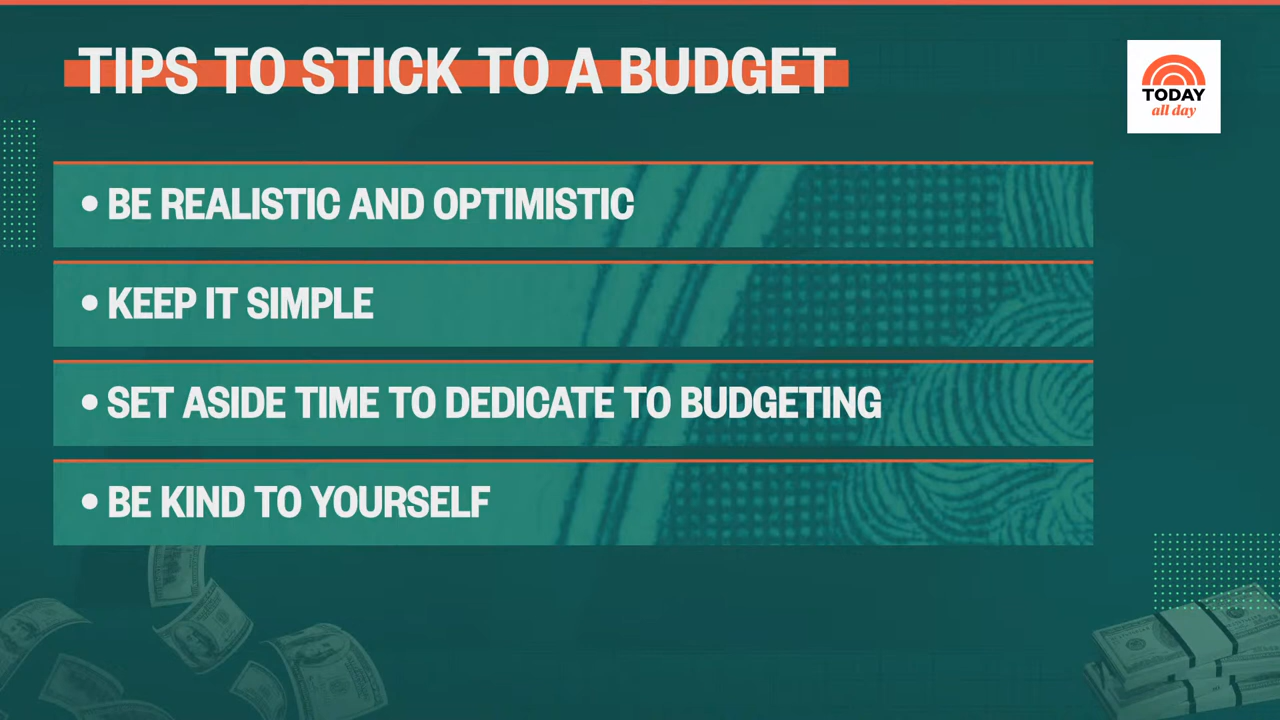 TIPS TO STICK TO A BUDGET
TODAY
all day
• BE REALISTIC AND OPTIMISTIC
• KEEP IT SIMPLE
• SET ASIDE TIME TO DEDICATE TO BUDGETING
• BE KIND TO YOURSELF